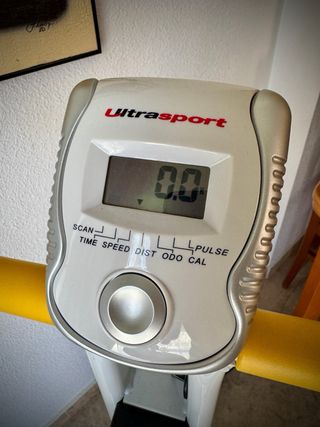 Ultrasport
0.0
SCAN PULSE
TIME SPEED DIST ODO CAL